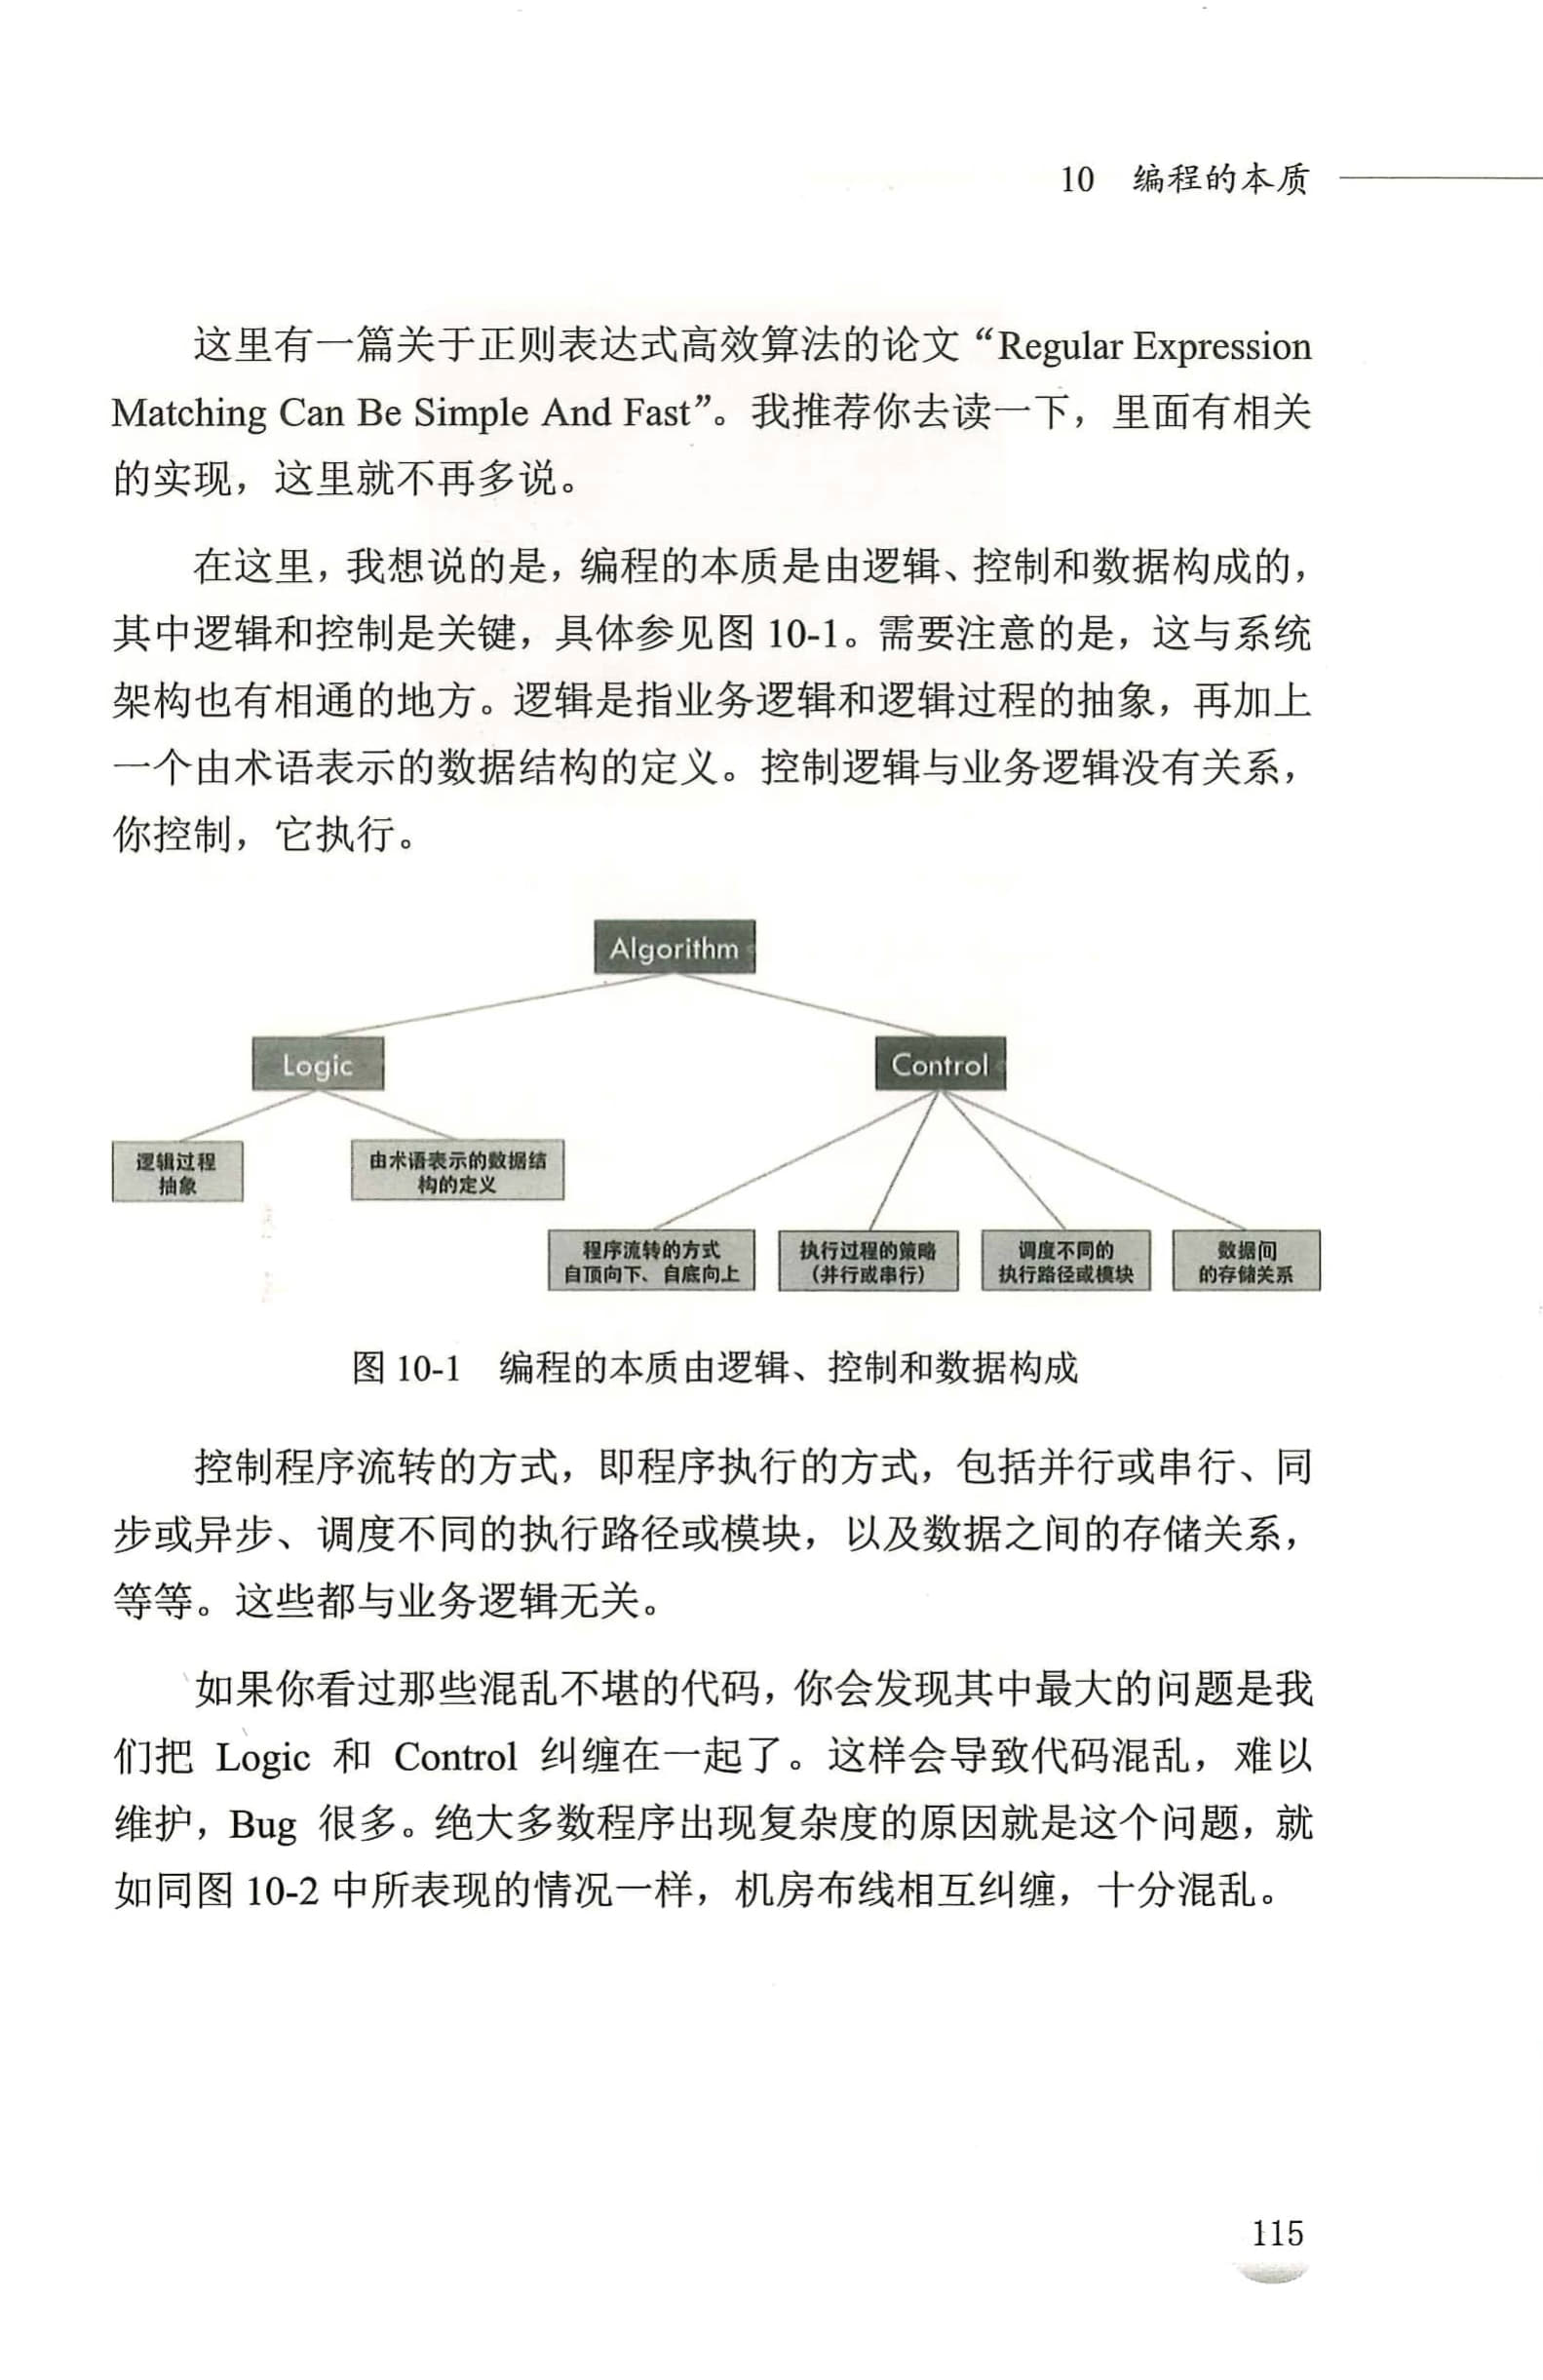 10 编程的本质
这里有一篇关于正则表达式高效算法的论文“Regular Expression
Matching Can Be Simple And Fast”。我推荐你去读一下，里面有相关
的实现，这里就不再多说。
在这里，我想说的是，编程的本质是由逻辑、控制和数据构成的，
其中逻辑和控制是关键，具体参见图 10-1。需要注意的是，这与系统
架构也有相通的地方。逻辑是指业务逻辑和逻辑过程的抽象，再加上
一个由术语表示的数据结构的定义。控制逻辑与业务逻辑没有关系，
你控制，它执行。
Algorithm
Logic
Control
逻辑过程
抽象
由术语表示的数据结
构的定义
程序流转的方式
自顶向下、自底向上
执行过程的策略
(并行或串行)
调度不同的
执行路径或模块
数据间
的存储关系
图 10-1 编程的本质由逻辑、控制和数据构成
控制程序流转的方式，即程序执行的方式，包括并行或串行、同
步或异步、调度不同的执行路径或模块，以及数据之间的存储关系，
等等。这些都与业务逻辑无关。
如果你看过那些混乱不堪的代码，你会发现其中最大的问题是我
们把 Logic 和 Control 纠缠在一起了。这样会导致代码混乱，难以
维护，Bug 很多。绝大多数程序出现复杂度的原因就是这个问题，就
如同图 10-2 中所表现的情况一样，机房布线相互纠缠，十分混乱。
115